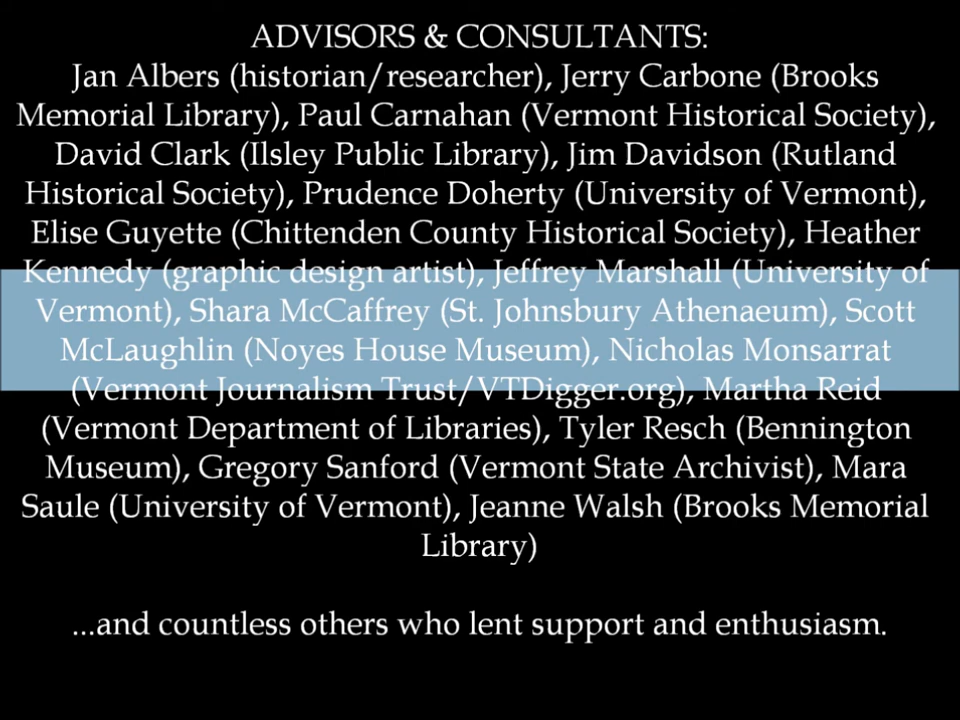 ADVISORS & CONSULTANTS:
Jan Albers (historian/researcher), Jerry Carbone (Brooks
Memorial Library), Paul Carnahan (Vermont Historical Society),
David Clark (Ilsley Public Library), Jim Davidson (Rutland
Historical Society), Prudence Doherty (University of Vermont),
Elise Guyette (Chittenden County Historical Society), Heather
Kennedy (graphic design artist), Jeffrey Marshall (University of
Vermont), Shara McCaffrey (St. Johnsbury Athenaeum), Scott
McLaughlin (Noyes House Museum), Nicholas Monsarrat
(Vermont Journalism Trust/VTDigger.org), Martha Reid
(Vermont Department of Libraries), Tyler Resch (Bennington
Museum), Gregory Sanford (Vermont State Archivist), Mara
Saule (University of Vermont), Jeanne Walsh (Brooks Memorial
Library)
...and countless others who lent support and enthusiasm.